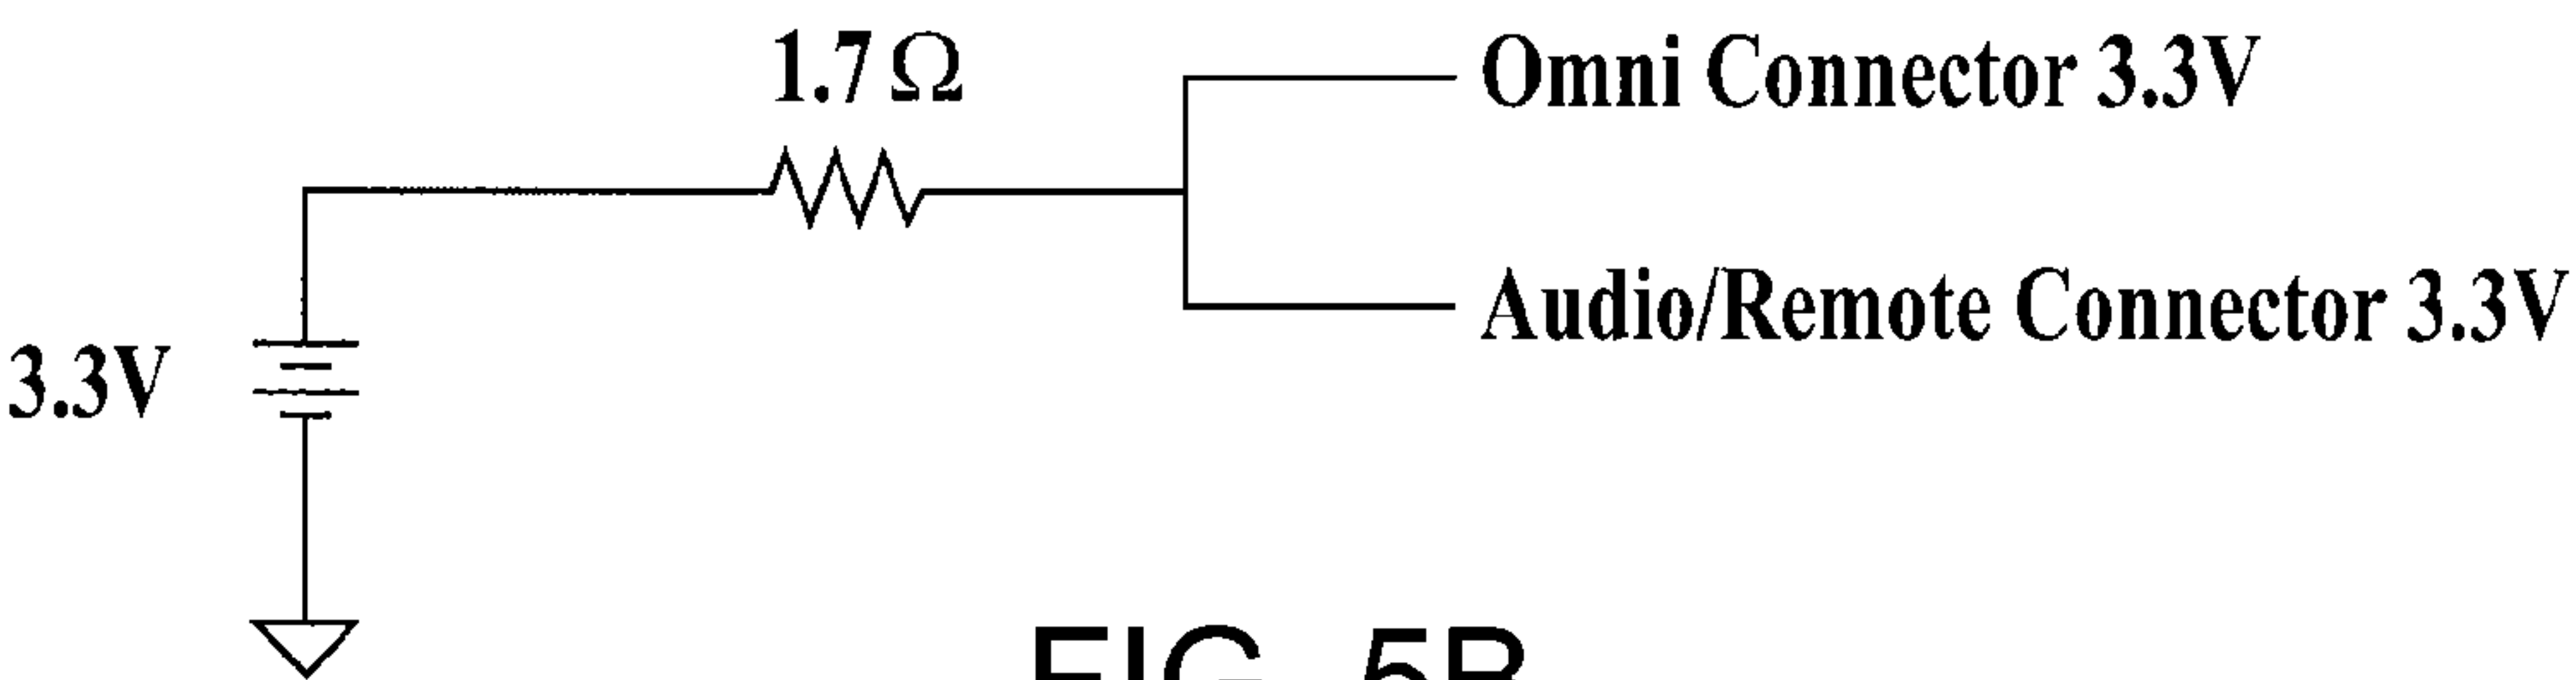 1.7 Ω
Omni Connector 3.3V
Audio/Remote Connector 3.3V
3.3V